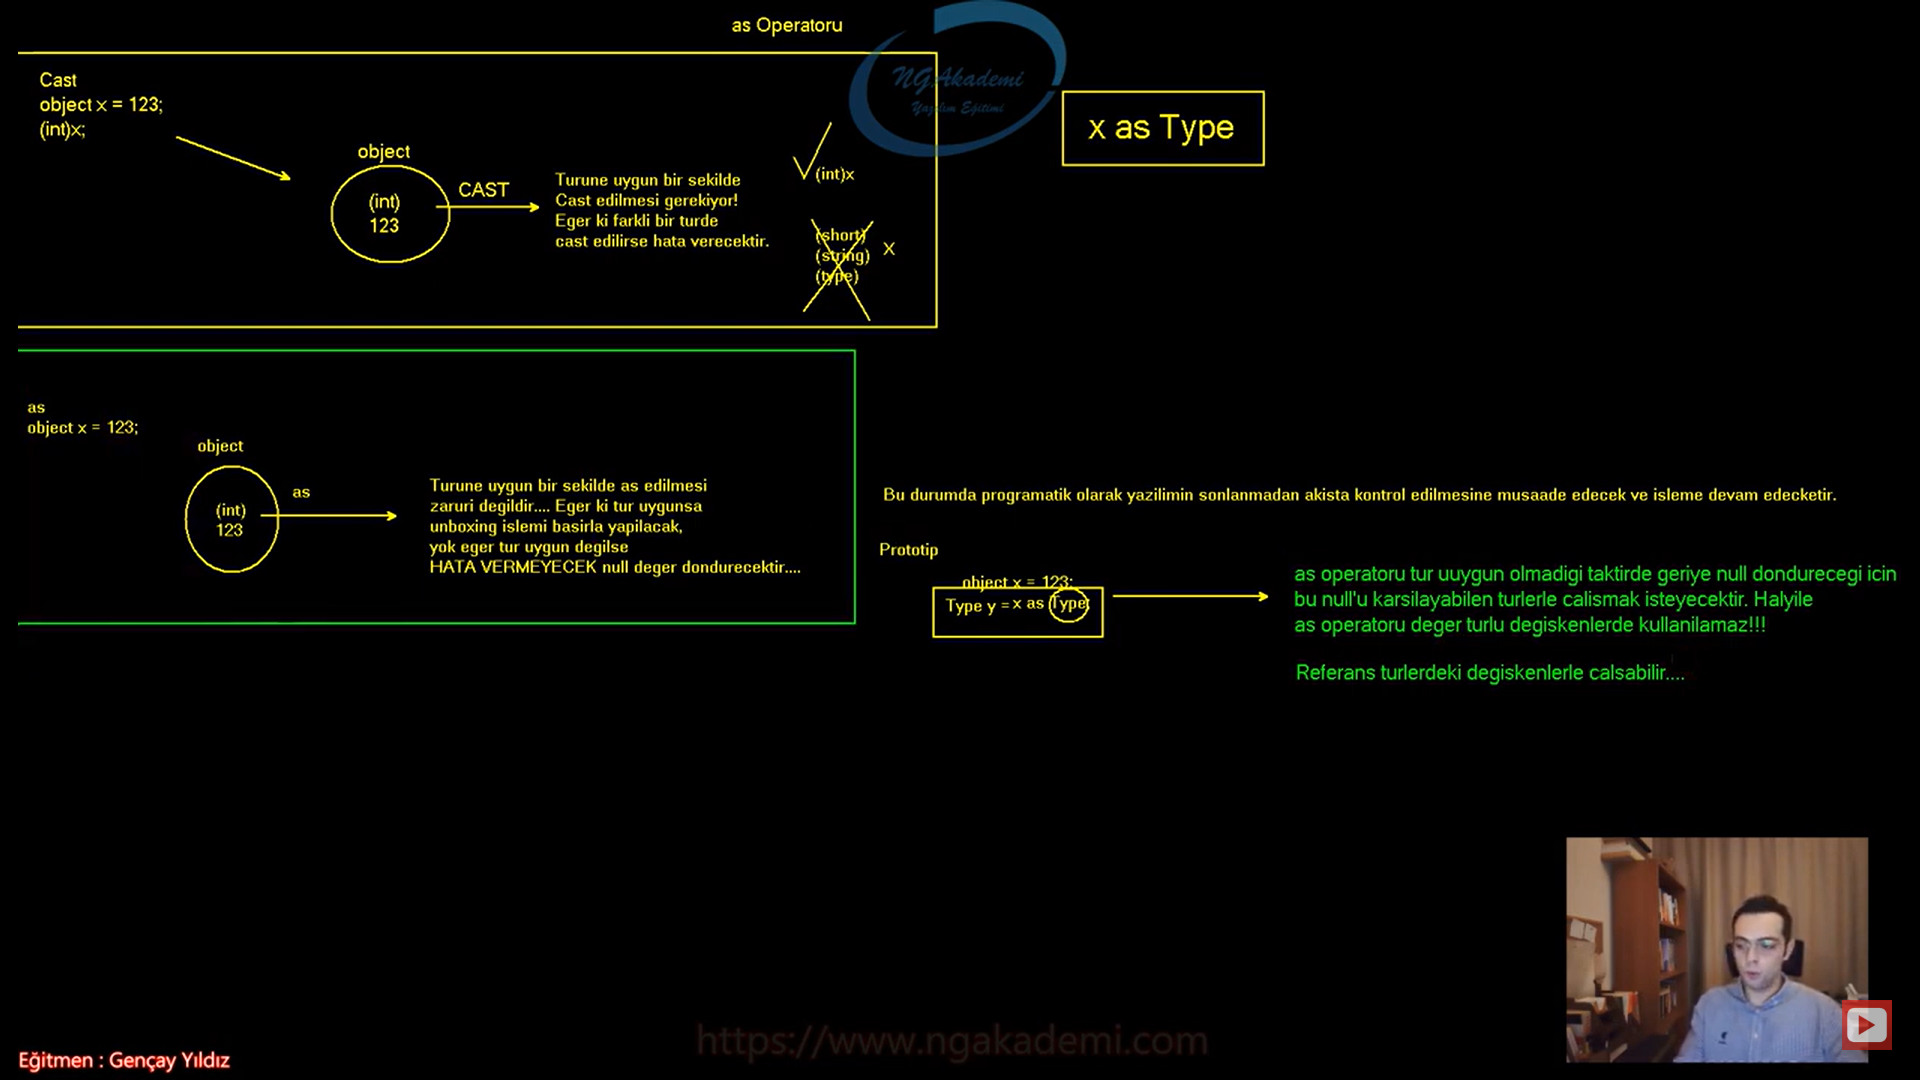 as Operatoru
NGAkademi
Yazılım Eğitimi
Cast
object x = 123;
(int)x;
object
(int)
123
CAST
Turune uygun bir sekilde
Cast edilmesi gerekiyor!
Eger ki farkli bir turde
cast edilirse hata verecektir.
(int)x
(short)
(string)
(type)
X
x as Type
as
object x = 123;
object
(int)
123
as
Turune uygun bir sekilde as edilmesi
zaruri degildir.... Eger ki tur uygunsa
unboxing islemi basirla yapilacak,
yok eger tur uygun degilse
HATA VERMEYECEK null deger dondurecektir....
Bu durumda programatik olarak yazilimin sonlanmadan akista kontrol edilmesine musaade edecek ve isleme devam edecketir.
Prototip
object x = 123;
Type y = x as Type;
as operatoru tur uuygun olmadigi taktirde geriye null dondurecegi icin
bu null'u karsilayabilen turlerle calismak isteyecektir. Halyile
as operatoru deger turlu degiskenlerde kullanilamaz!!!
Referans turlerdeki degiskenlerle calsabilir....
https://www.ngakademi.com
Eğitmen : Gençay Yıldız